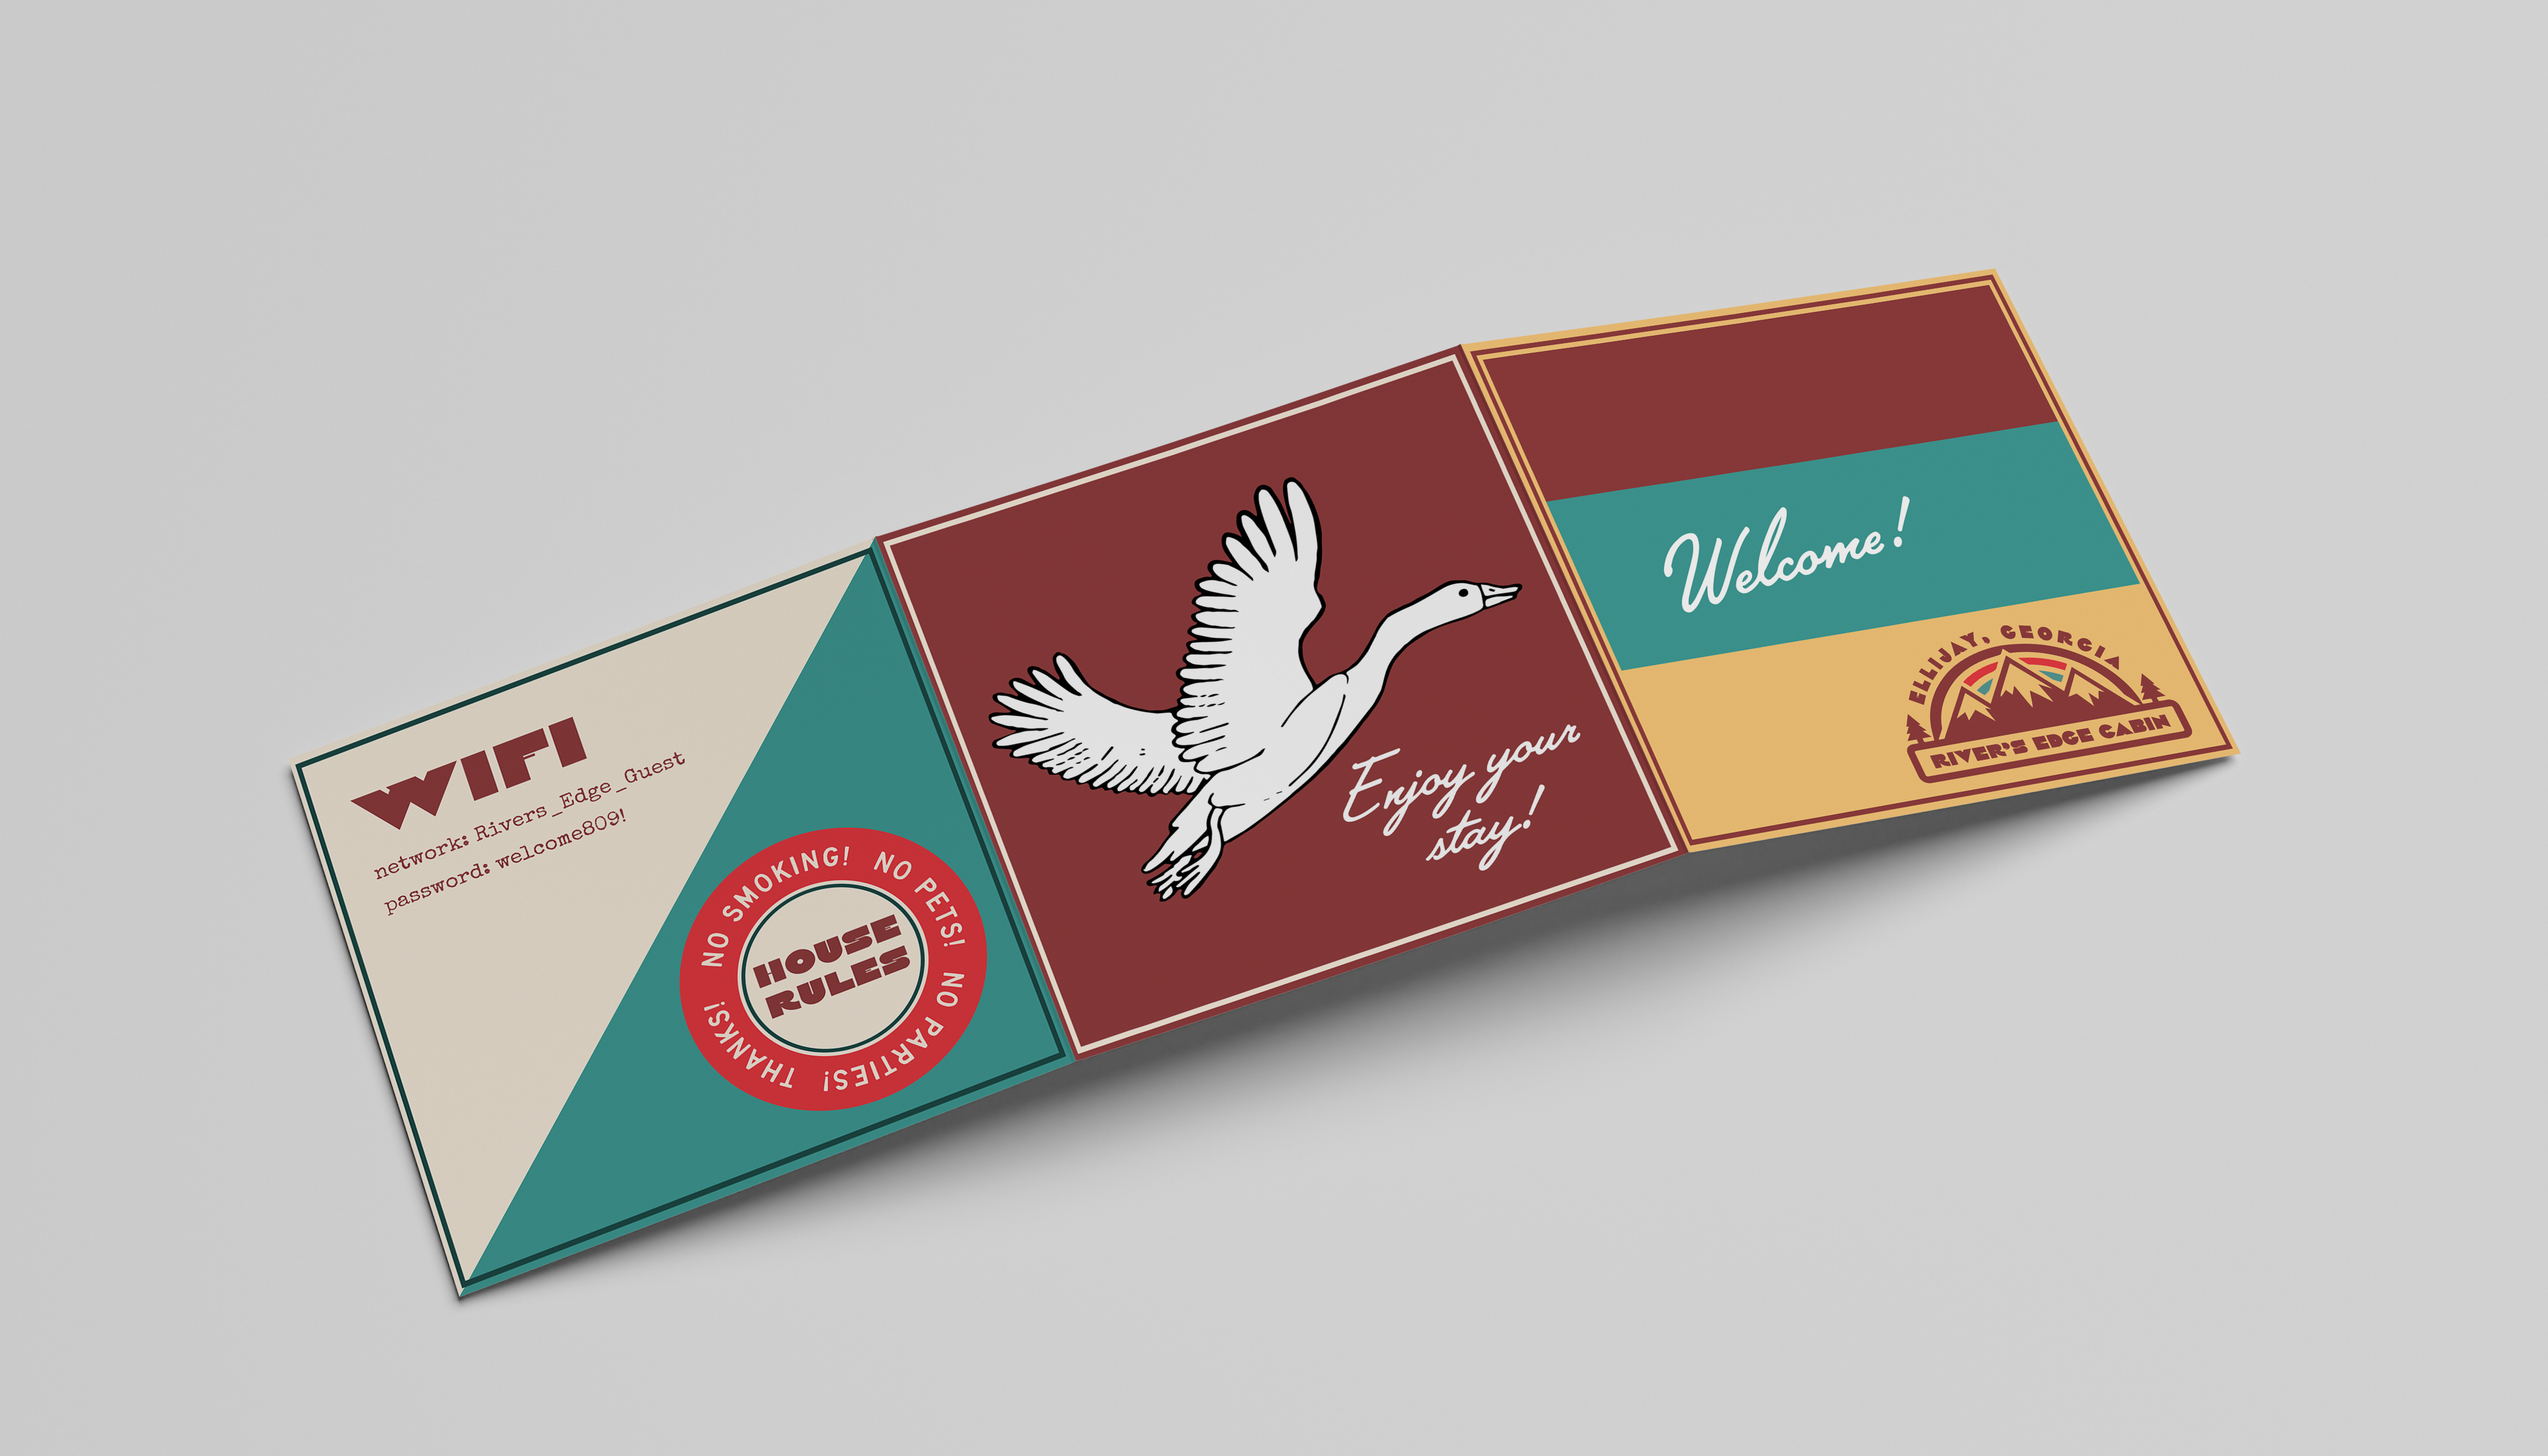 WIFI
network: Rivers_Edge_Guest
password: welcome809!
NO SMOKING! NO PETS! NO PARTIES! THANKS!
HOUSE
RULES
Enjoy your
stay!
Welcome!
ELLIJAY, GEORGIA
RIVER'S EDGE CABIN